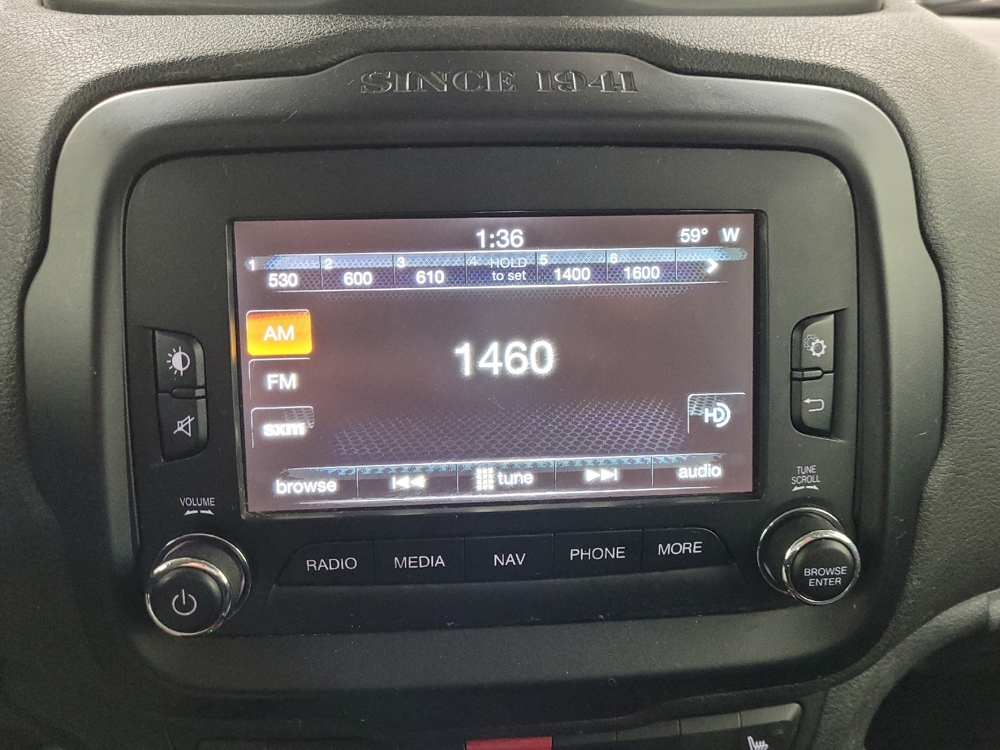 SINCE 1941
1:36
59° W
1 530 2 600 3 610 4 HOLD to set 5 1400 6 1600
AM
1460
FM
sxm
HD
browse tune audio
VOLUME
TUNE
SCROLL
RADIO MEDIA NAV PHONE MORE
BROWSE
ENTER